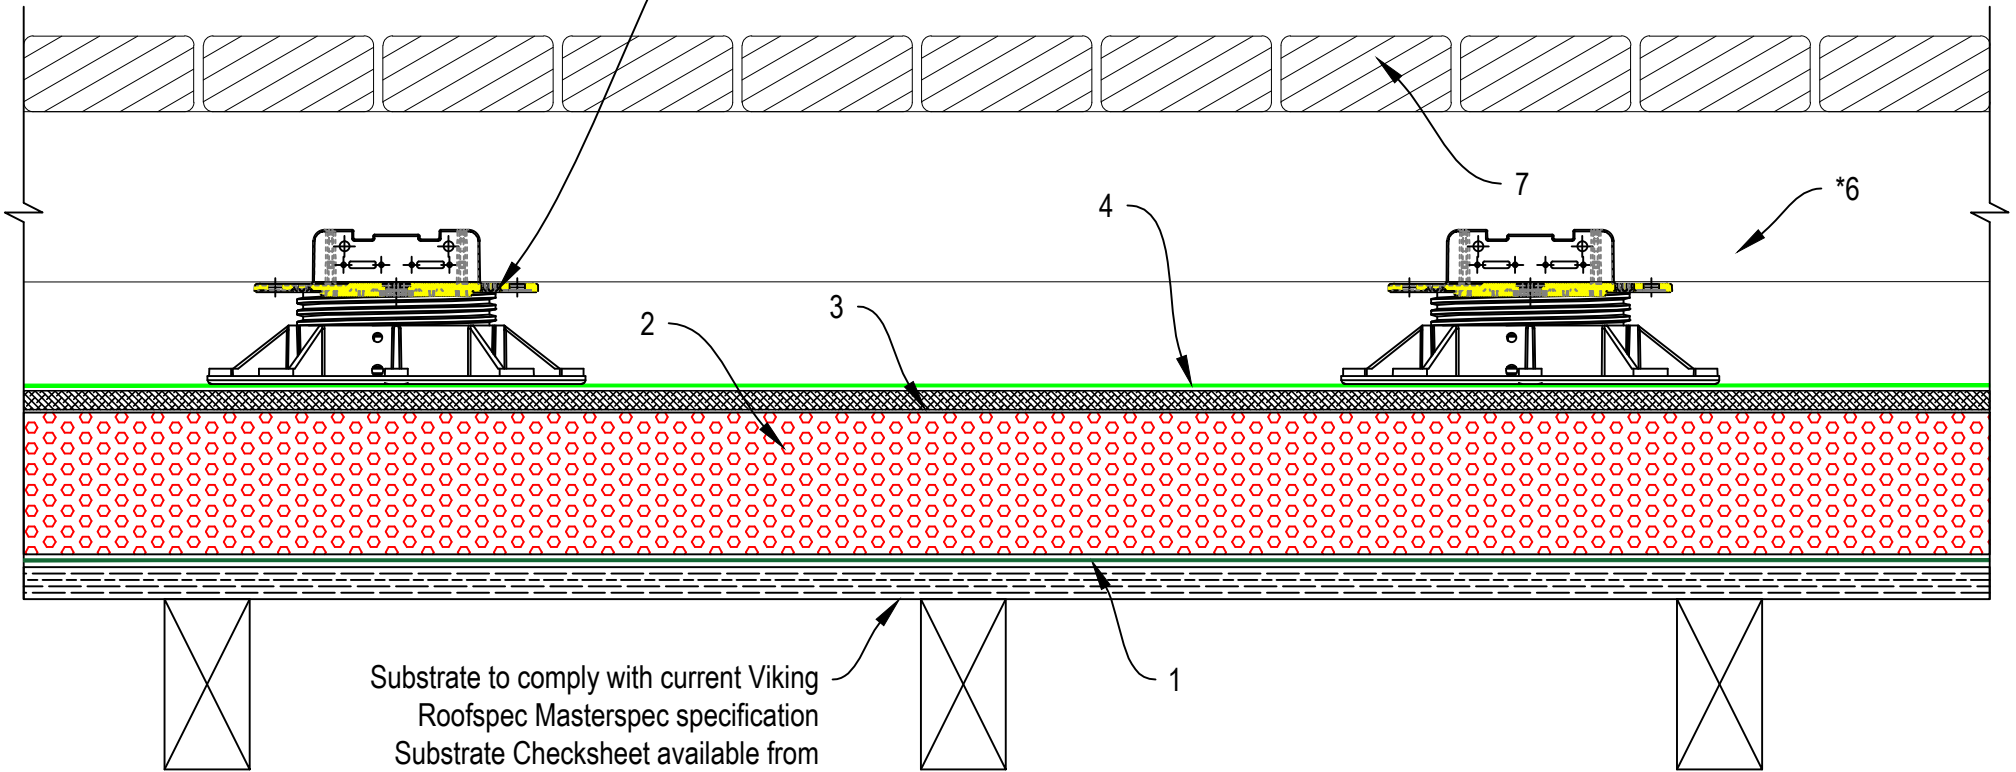 7
*6
4
3
2
1
Substrate to comply with current Viking
Roofspec Masterspec specification
Substrate Checksheet available from